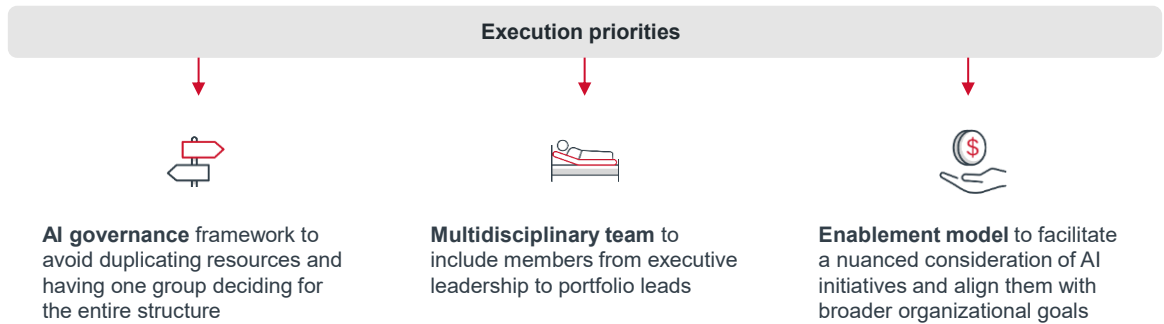 Execution priorities
$
AI governance framework to
avoid duplicating resources and
having one group deciding for
the entire structure
Multidisciplinary team to
include members from executive
leadership to portfolio leads
Enablement model to facilitate
a nuanced consideration of AI
initiatives and align them with
broader organizational goals